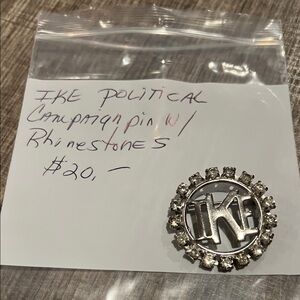 IKE POLITICAL
CAMPAIGN pin w/
RhinestonES
$20,—
IKE